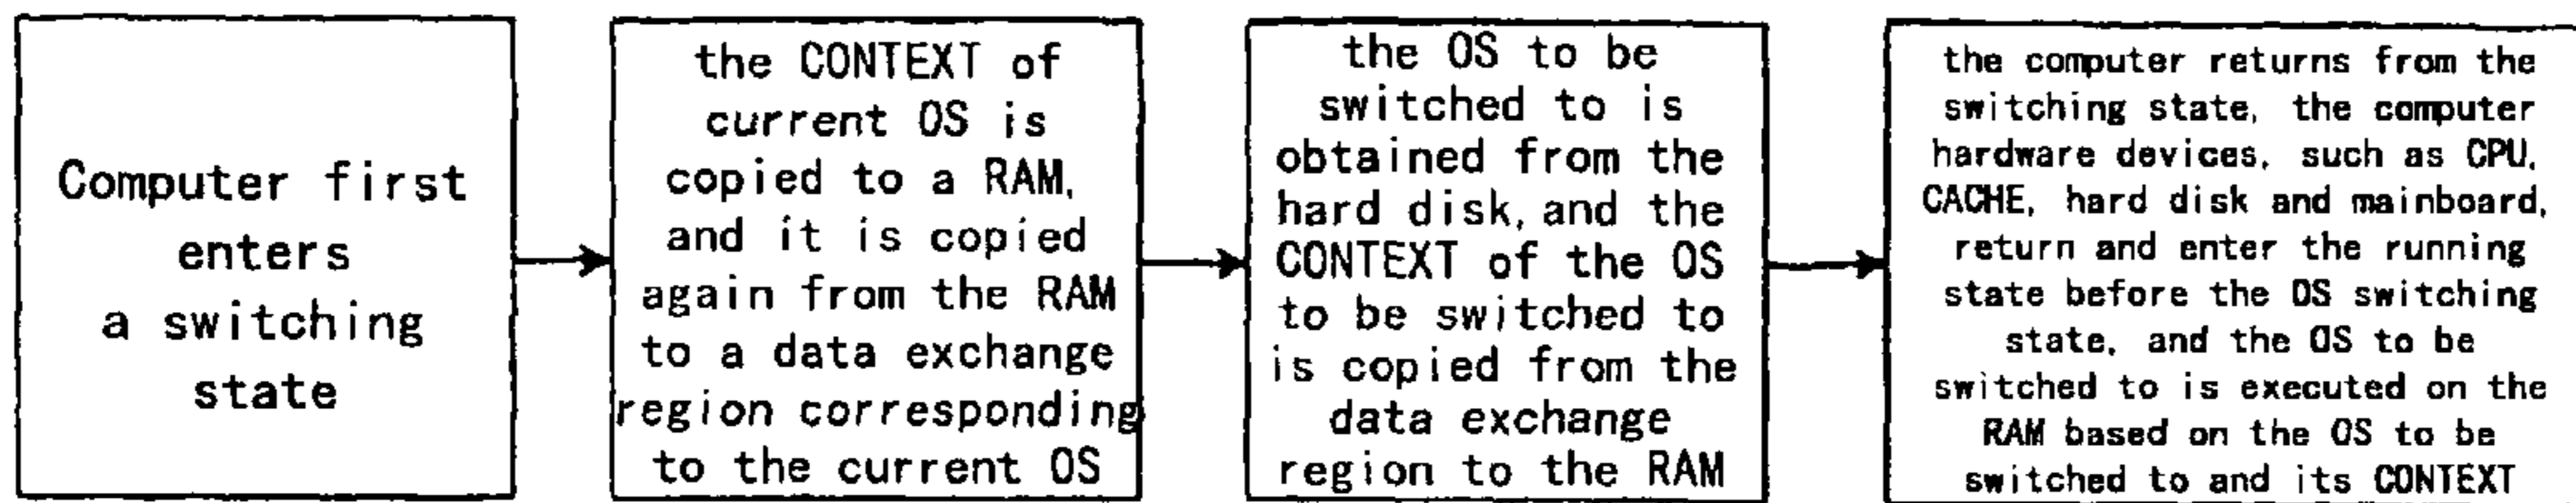 Computer first
enters
a switching
state
the CONTEXT of
current OS is
copied to a RAM,
and it is copied
again from the RAM
to a data exchange
region corresponding
to the current OS
the OS to be
switched to is
obtained from the
hard disk, and the
CONTEXT of the OS
to be switched to
is copied from the
data exchange
region to the RAM
the computer returns from the
switching state, the computer
hardware devices, such as CPU,
CACHE, hard disk and mainboard,
return and enter the running
state before the OS switching
state, and the OS to be
switched to is executed on the
RAM based on the OS to be
switched to and its CONTEXT